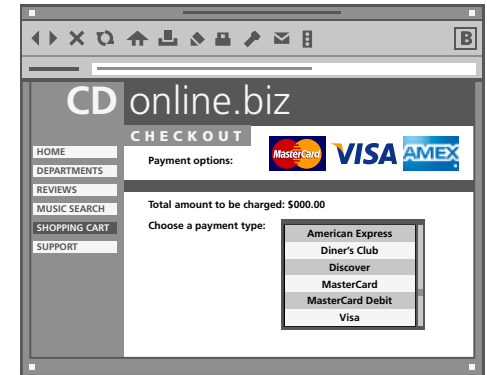 B
CD online.biz
CHECKOUT
Payment options:
MasterCard
VISA
AMEX
HOME
DEPARTMENTS
REVIEWS
MUSIC SEARCH
SHOPPING CART
SUPPORT
Total amount to be charged: $000.00
Choose a payment type:
American Express
Diner's Club
Discover
MasterCard
MasterCard Debit
Visa